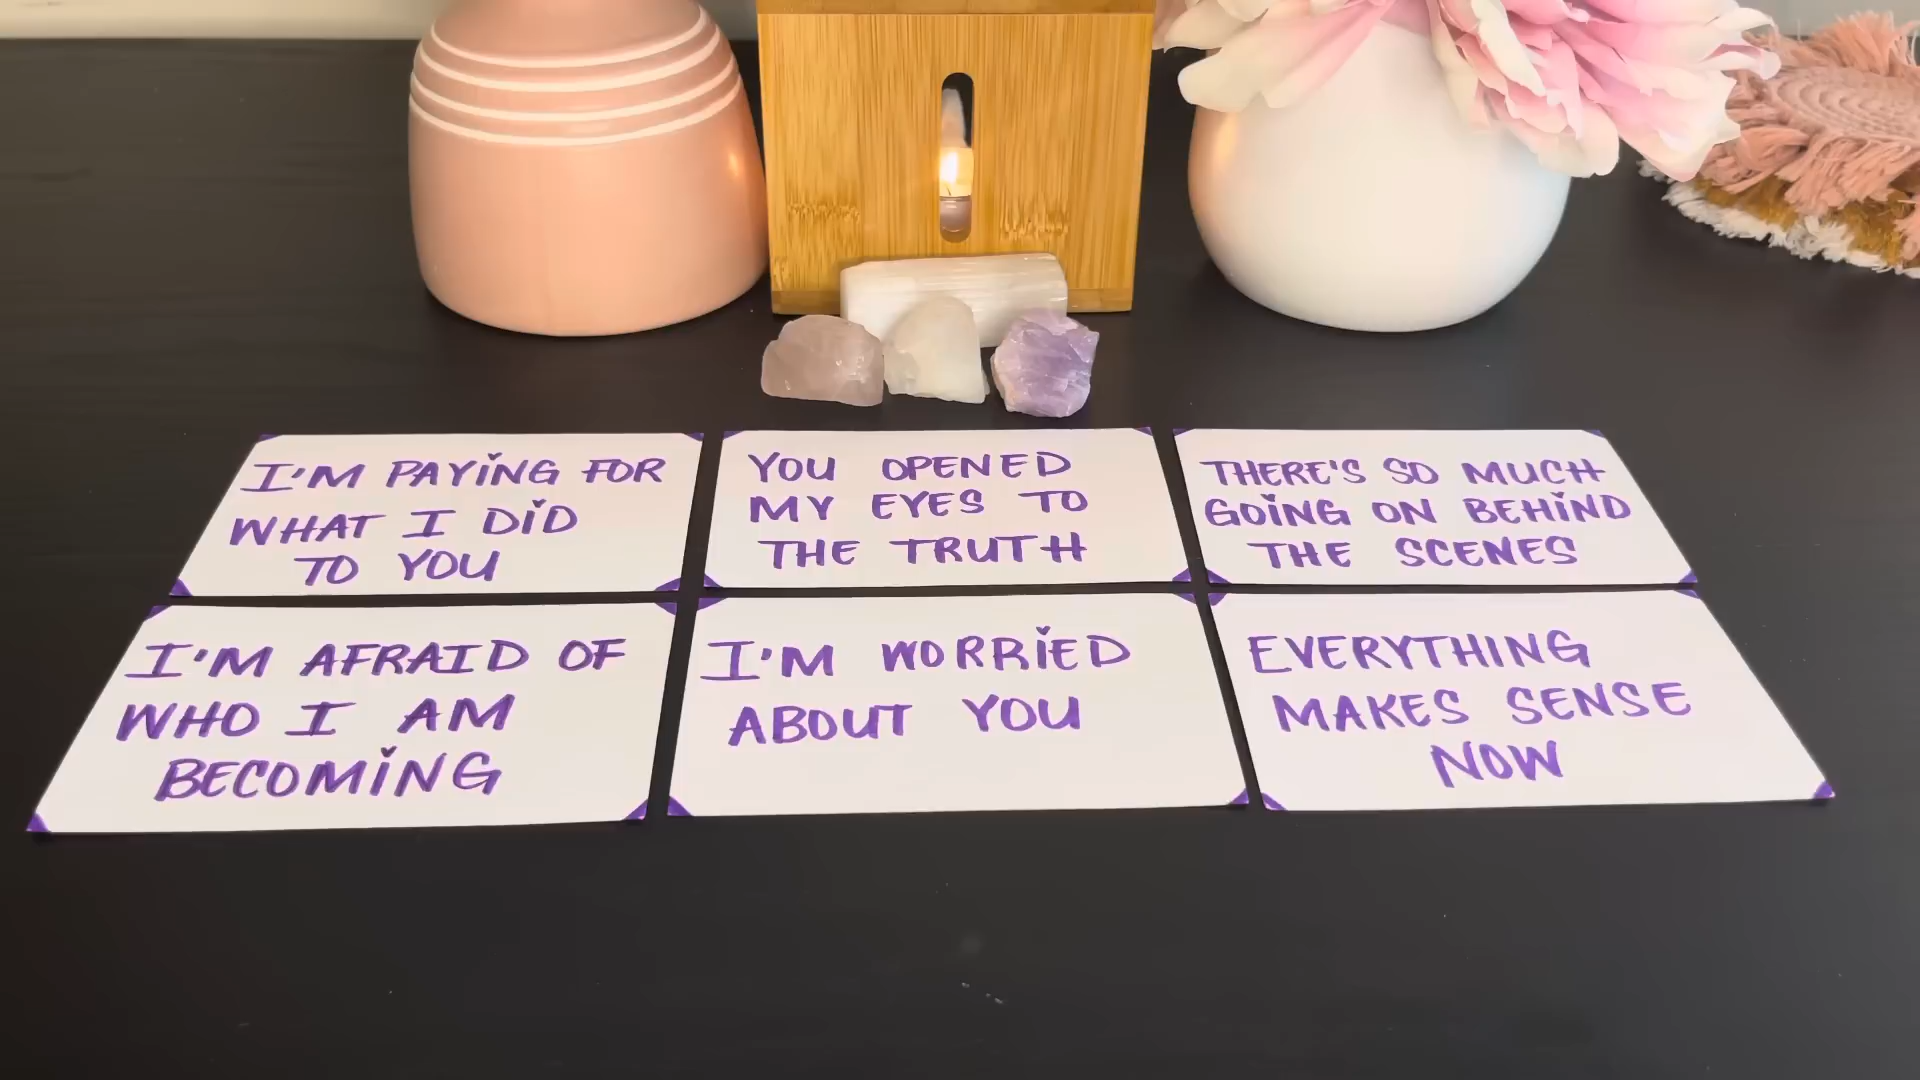 I'M PAYING FOR
WHAT I DID
TO YOU
YOU OPENED
MY EYES TO
THE TRUTH
THERE'S SO MUCH
GOING ON BEHIND
THE SCENES
I'M AFRAID OF
WHO I AM
BECOMING
I'M WORRIED
ABOUT YOU
EVERYTHING
MAKES SENSE
NOW